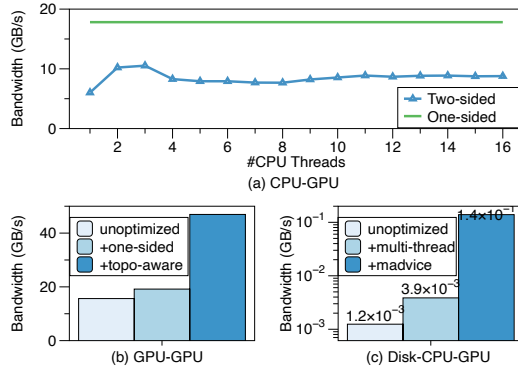 Bandwidth (GB/s)
20
10
0
2 4 6 8 10 12 14 16
Two-sided
One-sided
#CPU Threads
(a) CPU-GPU
Bandwidth (GB/s)
40
20
0
unoptimized
+one-sided
+topo-aware
(b) GPU-GPU
Bandwidth (GB/s)
10⁻¹
10⁻²
10⁻³
unoptimized
+multi-thread
+madvice
1.2×10⁻³
3.9×10⁻³
1.4×10⁻¹
(c) Disk-CPU-GPU